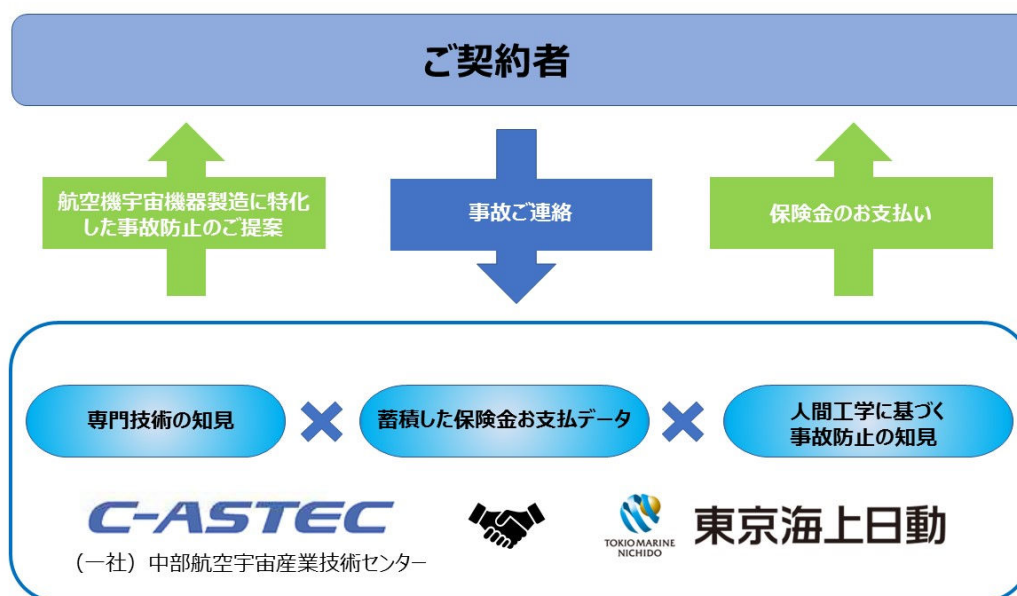 ご契約者
航空機宇宙機器製造に特化
した事故防止のご提案
事故ご連絡
保険金のお支払い
専門技術の知見
蓄積した保険金お支払データ
人間工学に基づく
事故防止の知見
C-ASTEC
(一社) 中部航空宇宙産業技術センター
TOKIO MARINE
NICHIDO
東京海上日動